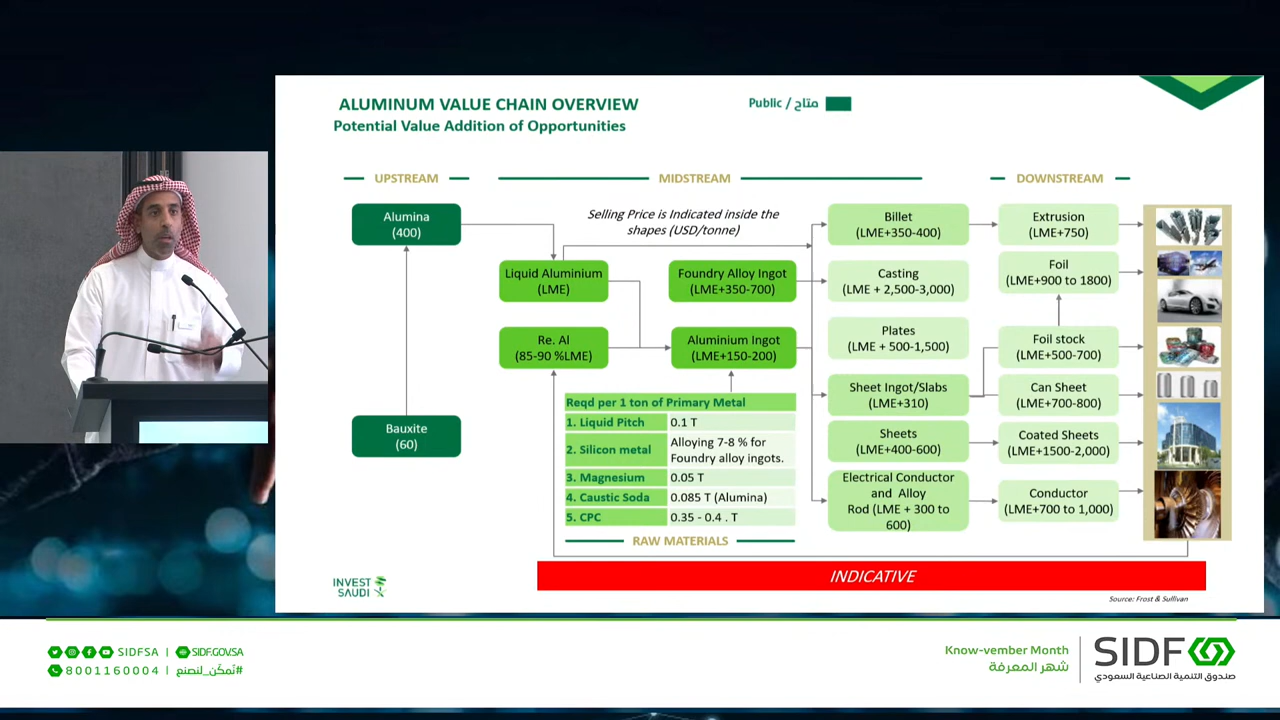 ALUMINUM VALUE CHAIN OVERVIEW
Potential Value Addition of Opportunities
Public / متاح
UPSTREAM
MIDSTREAM
DOWNSTREAM
Alumina
(400)
Bauxite
(60)
Selling Price is Indicated inside the
shapes (USD/tonne)
Liquid Aluminium
(LME)
Foundry Alloy Ingot
(LME+350-700)
Re. Al
(85-90 %LME)
Aluminium Ingot
(LME+150-200)
Reqd per 1 ton of Primary Metal
1. Liquid Pitch 0.1 T
2. Silicon metal Alloying 7-8 % for
Foundry alloy ingots.
3. Magnesium 0.05 T
4. Caustic Soda 0.085 T (Alumina)
5. CPC 0.35 - 0.4 . T
RAW MATERIALS
Billet
(LME+350-400)
Casting
(LME + 2,500-3,000)
Plates
(LME + 500-1,500)
Sheet Ingot/Slabs
(LME+310)
Sheets
(LME+400-600)
Electrical Conductor
and Alloy
Rod (LME + 300 to
600)
Extrusion
(LME+750)
Foil
(LME+900 to 1800)
Foil stock
(LME+500-700)
Can Sheet
(LME+700-800)
Coated Sheets
(LME+1500-2,000)
Conductor
(LME+700 to 1,000)
INDICATIVE
INVEST
SAUDI
Source: Frost & Sullivan
SIDFSA | SIDF.GOV.SA
8001160004 | #نُمكّن_لنصنع
Know-vember Month
شهر المعرفة
SIDF
صندوق التنمية الصناعية السعودي